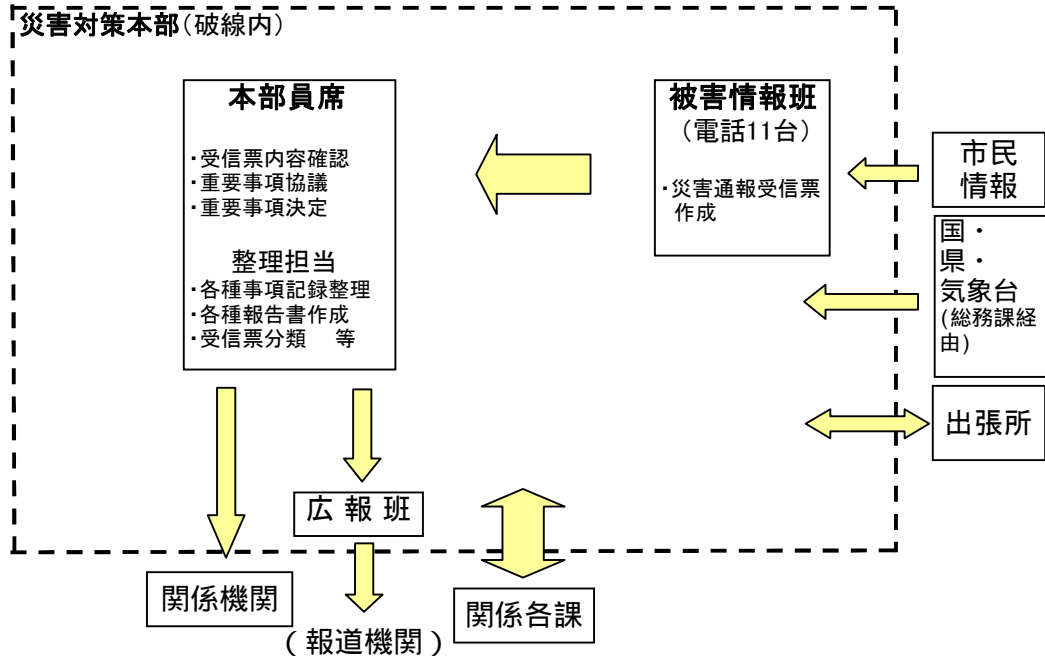 災害対策本部(破線内)
本部員席
・受信票内容確認
・重要事項協議
・重要事項決定
整理担当
・各種事項記録整理
・各種報告書作成
・受信票分類　等
被害情報班
(電話11台)
・災害通報受信票
作成
市民
情報
国・
県・
気象台
(総務課経
由)
出張所
広 報 班
関係機関
(報道機関)
関係各課